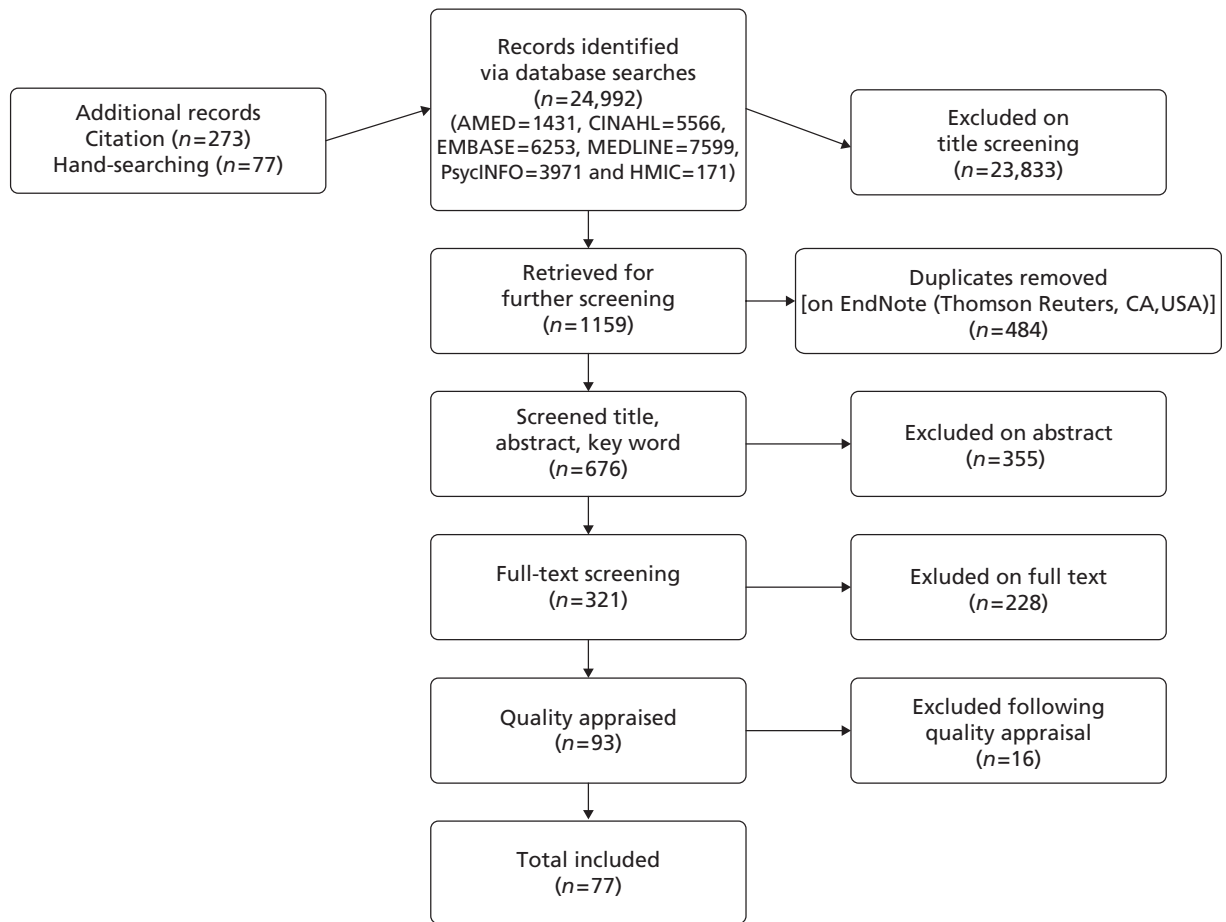 Additional records
Citation (n=273)
Hand-searching (n=77)
Records identified
via database searches
(n=24,992)
(AMED=1431, CINAHL=5566,
EMBASE=6253, MEDLINE=7599,
PsycINFO=3971 and HMIC=171)
Excluded on
title screening
(n=23,833)
Retrieved for
further screening
(n=1159)
Duplicates removed
[on EndNote (Thomson Reuters, CA,USA)]
(n=484)
Screened title,
abstract, key word
(n=676)
Excluded on abstract
(n=355)
Full-text screening
(n=321)
Exluded on full text
(n=228)
Quality appraised
(n=93)
Excluded following
quality appraisal
(n=16)
Total included
(n=77)